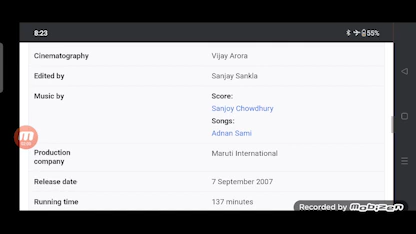 8:23
55%
Cinematography Vijay Arora
Edited by Sanjay Sankla
Music by Score:
Sanjoy Chowdhury
Songs:
Adnan Sami
Production Maruti International
company
Release date 7 September 2007
Running time 137 minutes
Recorded by Mobizen